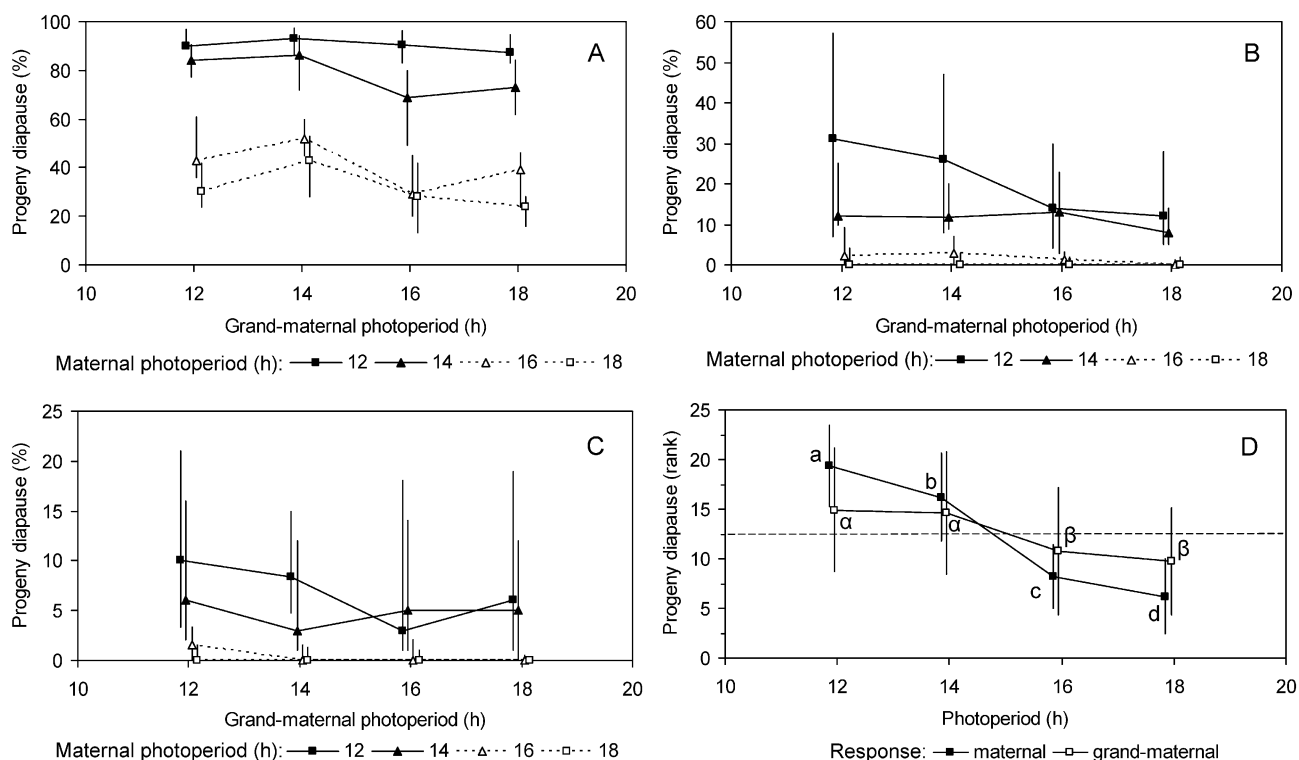 A
Progeny diapause (%)
100
80
60
40
20
0
10 12 14 16 18 20
Grand-maternal photoperiod (h)
Maternal photoperiod (h): 12 14 16 18
B
Progeny diapause (%)
60
50
40
30
20
10
0
10 12 14 16 18 20
Grand-maternal photoperiod (h)
Maternal photoperiod (h): 12 14 16 18
C
Progeny diapause (%)
25
20
15
10
5
0
10 12 14 16 18 20
Grand-maternal photoperiod (h)
Maternal photoperiod (h): 12 14 16 18
D
Progeny diapause (rank)
25
20
15
10
5
0
a
b
α
α
β
β
c
d
10 12 14 16 18 20
Photoperiod (h)
Response: maternal grand-maternal